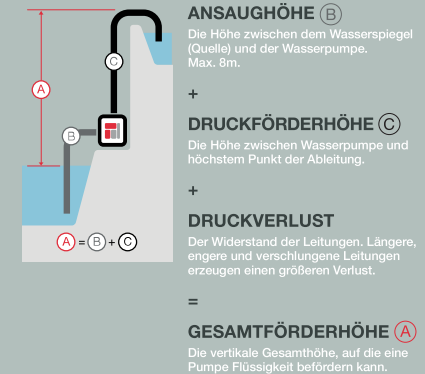 ANSAUGHÖHE B
Die Höhe zwischen dem Wasserspiegel
(Quelle) und der Wasserpumpe.
Max. 8m.
+
DRUCKFÖRDERHÖHE C
Die Höhe zwischen Wasserpumpe und
höchstem Punkt der Ableitung.
+
DRUCKVERLUST
Der Widerstand der Leitungen. Längere,
engere und verschlungene Leitungen
erzeugen einen größeren Verlust.
=
GESAMTFÖRDERHÖHE A
Die vertikale Gesamthöhe, auf die eine
Pumpe Flüssigkeit befördern kann.
C
A
B
A = B + C